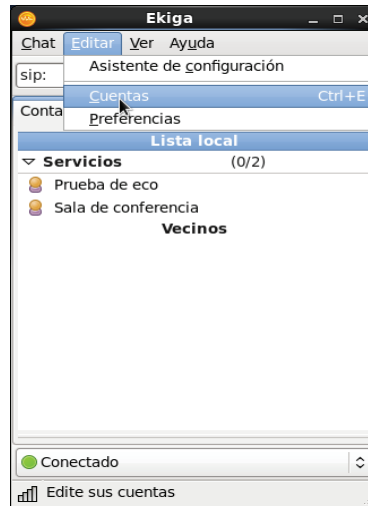 Ekiga
Chat Editar Ver Ayuda
sip:
Asistente de configuración
Cuentas Ctrl+E
Conta
Preferencias
Lista local
Servicios (0/2)
Prueba de eco
Sala de conferencia
Vecinos
Conectado
Edite sus cuentas